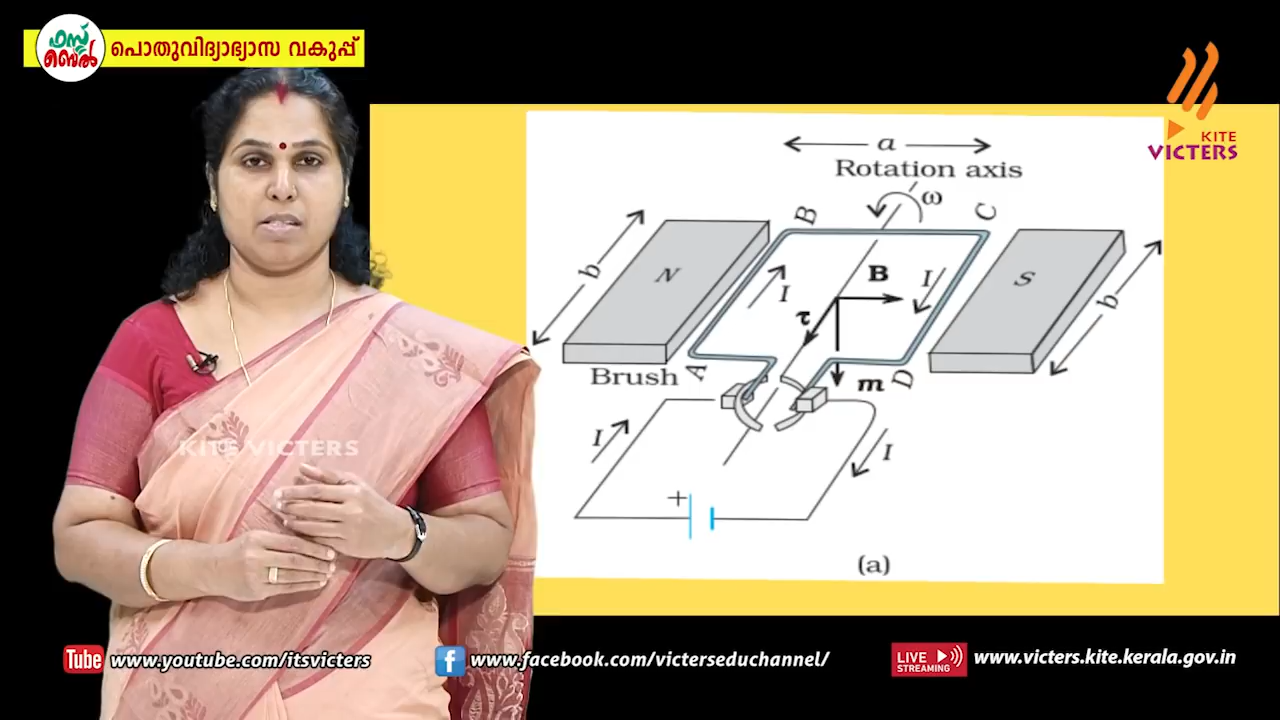 ഫസ്റ്റ്
ബെൽ
പൊതുവിദ്യാഭ്യാസ വകുപ്പ്
KITE
VICTERS
a
Rotation axis
ω
B
C
b
N
I
B
I
S
b
τ
Brush
A
m
D
I
I
+
(a)
KITE VICTERS
Tube
www.youtube.com/itsvicters
f
www.facebook.com/victerseduchannel/
LIVE
STREAMING
www.victers.kite.kerala.gov.in